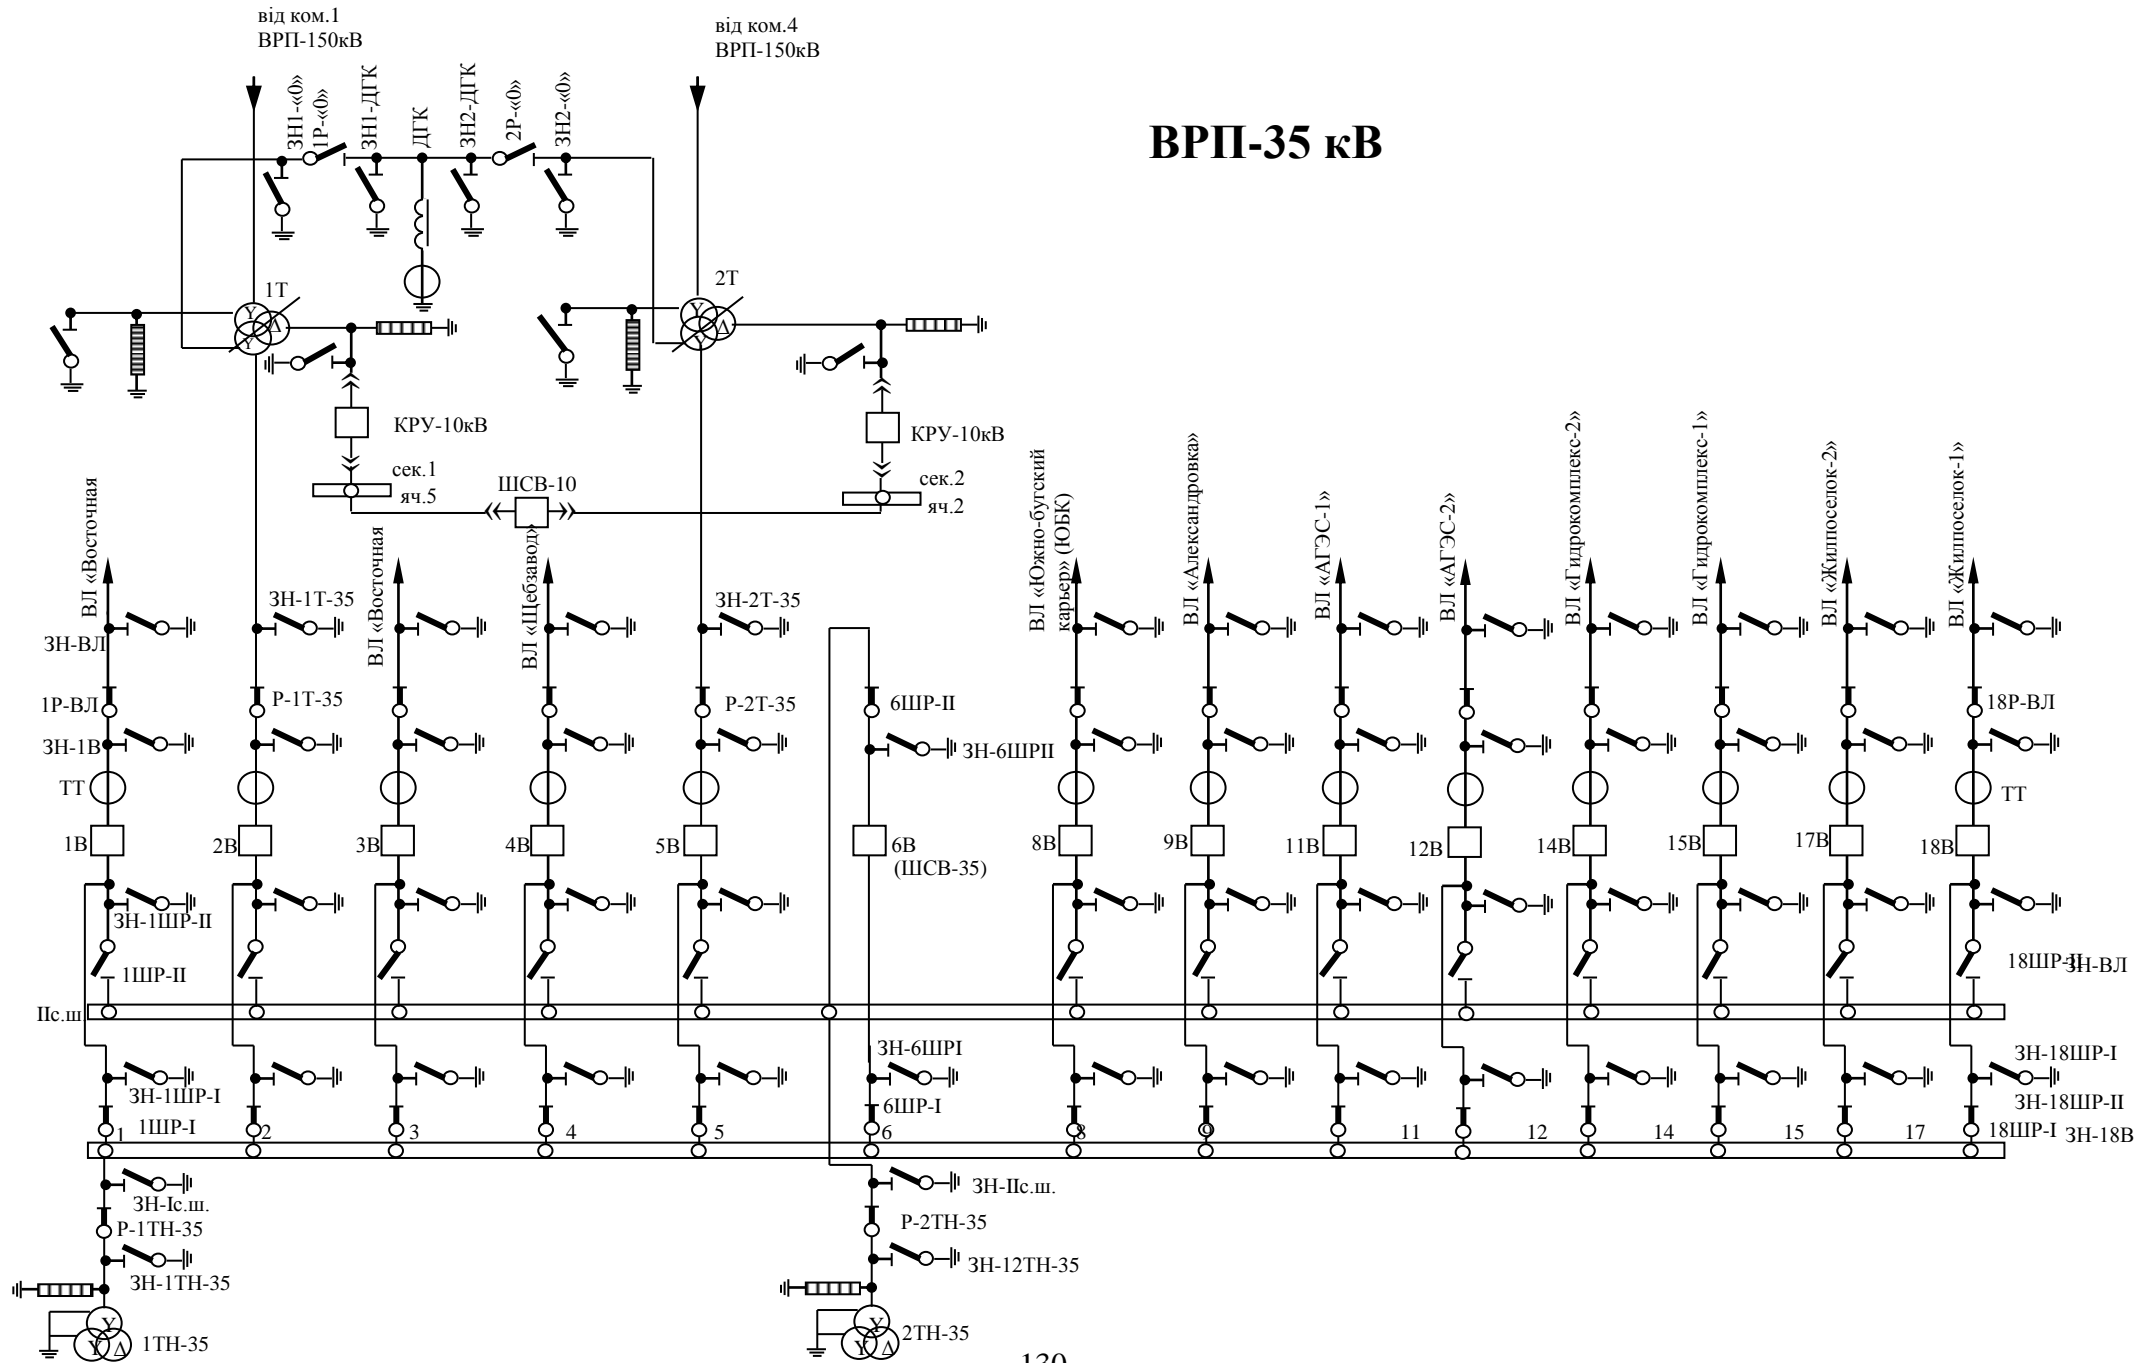 від ком.1
ВРП-150кВ
від ком.4
ВРП-150кВ
ВРП-35 кВ
ЗН1-«0»
1Р-«0»
ЗН1-ДГК
ДГК
ЗН2-ДГК
2Р-«0»
ЗН2-«0»
1Т
2Т
Y
Δ
Y
Y
Δ
Y
КРУ-10кВ
КРУ-10кВ
сек.1
яч.5
ШСВ-10
сек.2
яч.2
ВЛ «Восточная
ВЛ «Восточная
ВЛ «Щебзавод»
ВЛ «Южно-бугский
карьер» (ЮБК)
ВЛ «Александровка»
ВЛ «АГЭС-1»
ВЛ «АГЭС-2»
ВЛ «Гидрокомплекс-2»
ВЛ «Гидрокомплекс-1»
ВЛ «Жилпоселок-2»
ВЛ «Жилпоселок-1»
ЗН-ВЛ
ЗН-1Т-35
ЗН-2Т-35
1Р-ВЛ
Р-1Т-35
Р-2Т-35
6ШР-II
18Р-ВЛ
ЗН-1В
ЗН-6ШРII
ТТ
ТТ
1В
2В
3В
4В
5В
6В
(ШСВ-35)
8В
9В
11В
12В
14В
15В
17В
18В
ЗН-1ШР-II
1ШР-II
18ШР-II
ЗН-ВЛ
IIс.ш
ЗН-6ШРI
ЗН-18ШР-I
ЗН-1ШР-I
6ШР-I
ЗН-18ШР-II
1ШР-I
18ШР-I
ЗН-18В
1
2
3
4
5
6
8
9
11
12
14
15
17
ЗН-Iс.ш.
ЗН-IIс.ш.
Р-1ТН-35
Р-2ТН-35
ЗН-1ТН-35
ЗН-12ТН-35
Y
Y
Δ
1ТН-35
Y
Y
Δ
2ТН-35
130